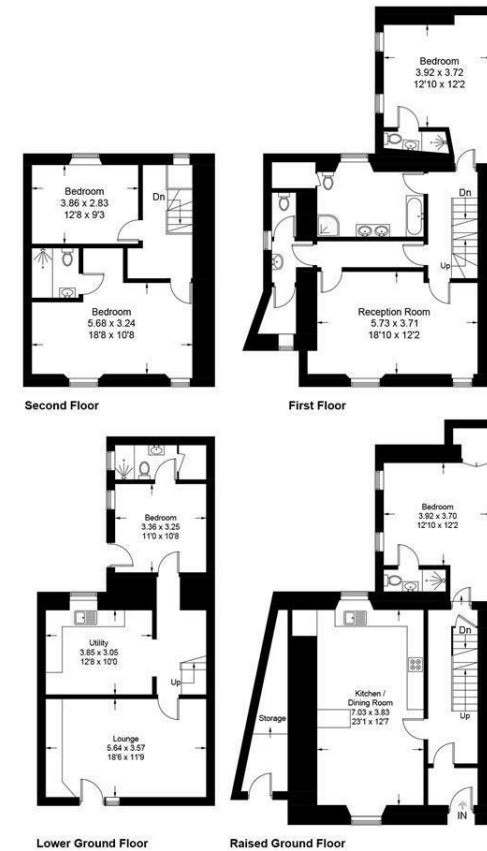 Bedroom
3.92 x 3.72
12'10 x 12'2
Bedroom
3.86 x 2.83
12'8 x 9'3
Dn
Bedroom
5.68 x 3.24
18'8 x 10'8
Second Floor
Dn
Up
Reception Room
5.73 x 3.71
18'10 x 12'2
First Floor
Bedroom
3.36 x 3.25
11'0 x 10'8
Utility
3.85 x 3.05
12'8 x 10'0
Up
Lounge
5.64 x 3.57
18'6 x 11'9
Lower Ground Floor
Bedroom
3.92 x 3.70
12'10 x 12'2
Dn
Kitchen /
Dining Room
7.03 x 3.83
23'1 x 12'7
Storage
Up
IN
Raised Ground Floor